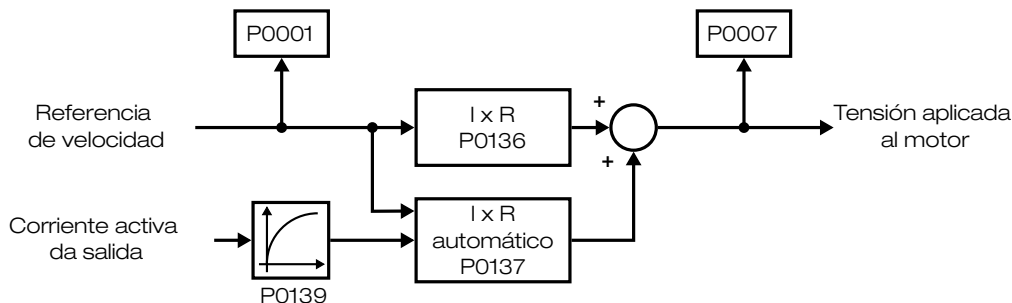 P0001
P0007
Referencia
de velocidad
I x R
P0136
+
+
Tensión aplicada
al motor
Corriente activa
da salida
P0139
I x R
automático
P0137